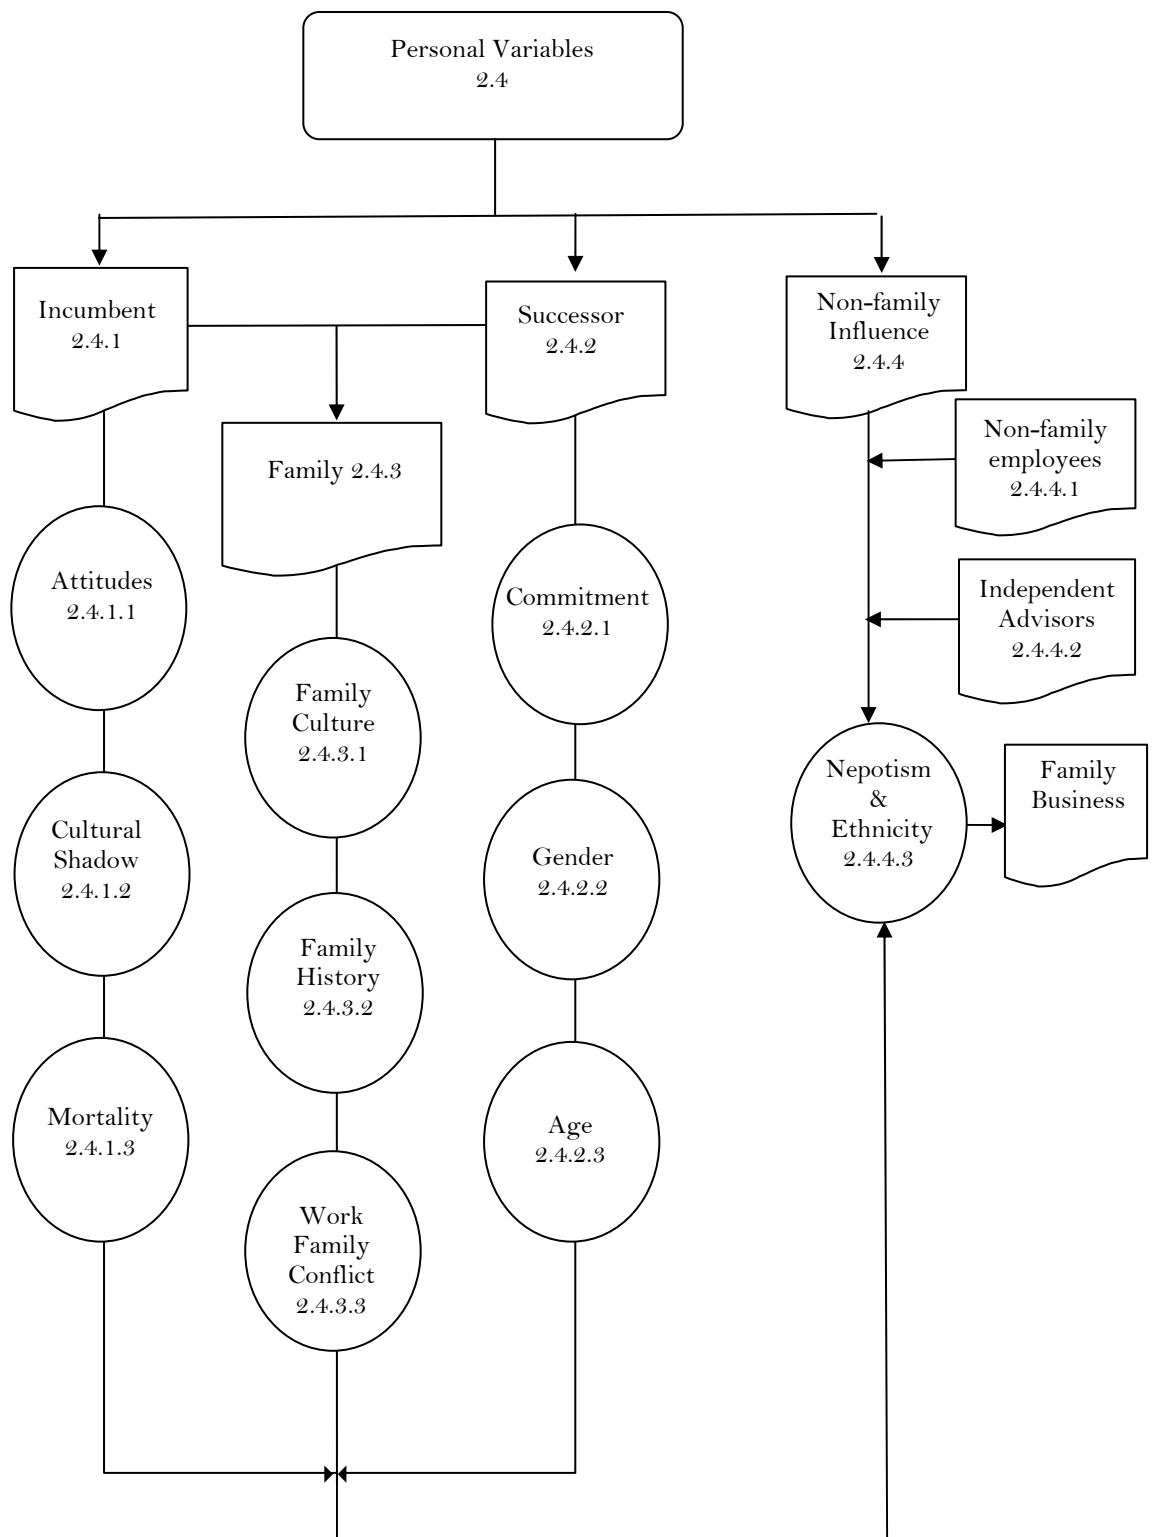 Personal Variables
2.4
Incumbent
2.4.1
Successor
2.4.2
Non-family
Influence
2.4.4
Family 2.4.3
Non-family
employees
2.4.4.1
Attitudes
2.4.1.1
Commitment
2.4.2.1
Independent
Advisors
2.4.4.2
Family
Culture
2.4.3.1
Nepotism
&
Ethnicity
2.4.4.3
Family
Business
Cultural
Shadow
2.4.1.2
Gender
2.4.2.2
Family
History
2.4.3.2
Mortality
2.4.1.3
Age
2.4.2.3
Work
Family
Conflict
2.4.3.3